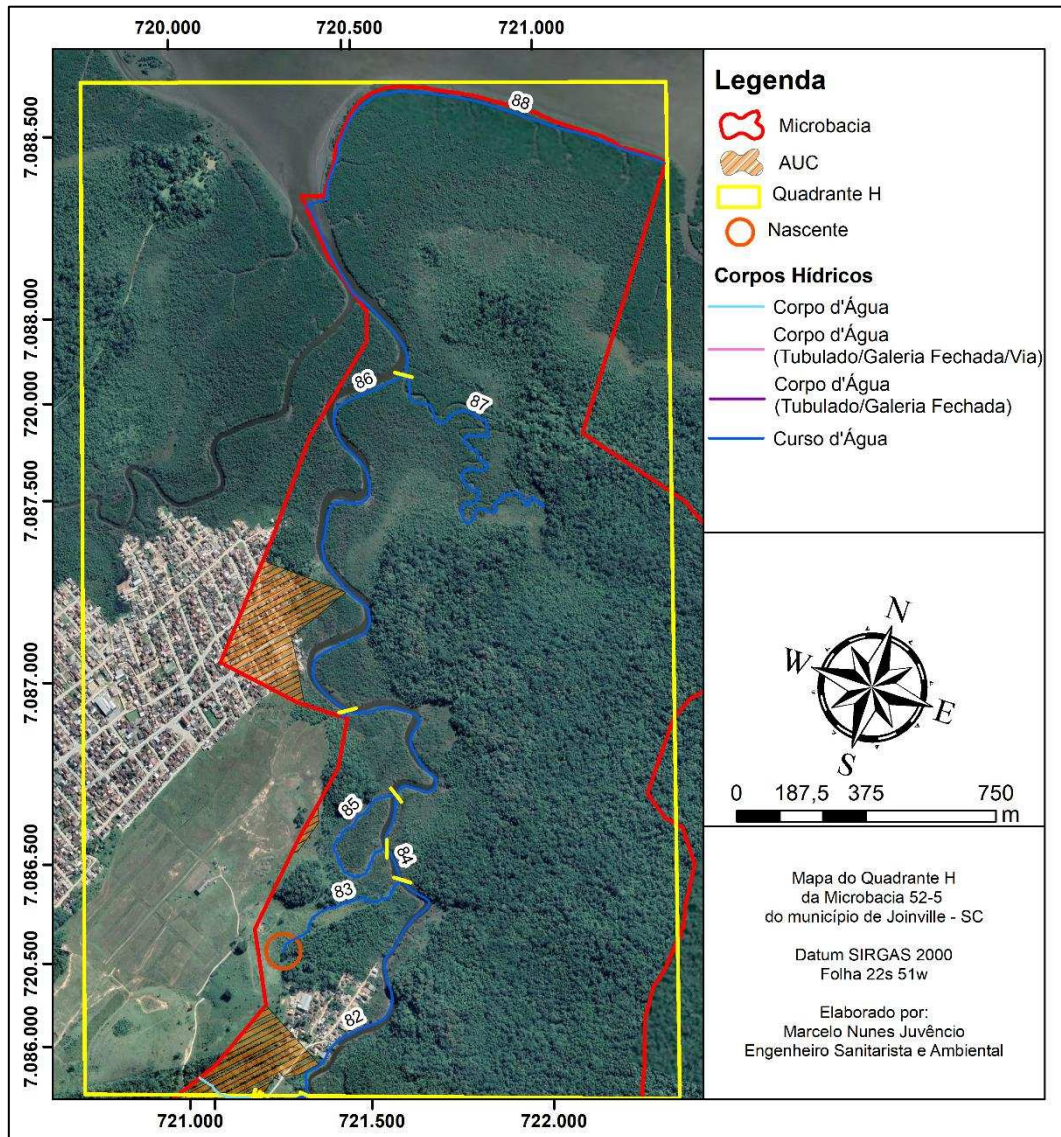 720.000
720.500
721.000
7.088.500
7.088.000
720.000
7.087.500
7.087.000
7.086.500
720.500
7.086.000
721.000
721.500
722.000
88
86
87
85
84
83
82
Legenda
Microbacia
AUC
Quadrante H
Nascente
Corpos Hídricos
Corpo d'Água
Corpo d'Água
(Tubulado/Galeria Fechada/Via)
Corpo d'Água
(Tubulado/Galeria Fechada)
Curso d'Água
N
W
E
S
0 187,5 375 750
m
Mapa do Quadrante H
da Microbacia 52-5
do município de Joinville - SC
Datum SIRGAS 2000
Folha 22s 51w
Elaborado por:
Marcelo Nunes Juvêncio
Engenheiro Sanitarista e Ambiental